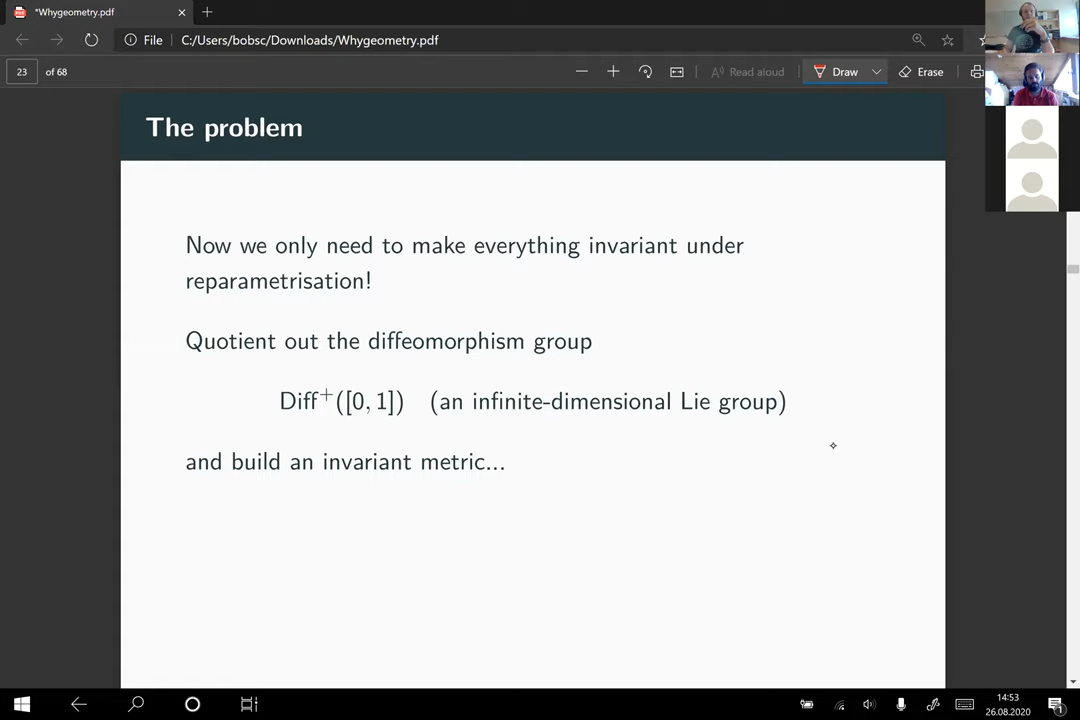 *Whygeometry.pdf
File C:/Users/bobsc/Downloads/Whygeometry.pdf
23 of 68 Read aloud Draw Erase
The problem
Now we only need to make everything invariant under
reparametrisation!
Quotient out the diffeomorphism group
Diff⁺([0, 1]) (an infinite-dimensional Lie group)
and build an invariant metric...
14:53
26.08.2020